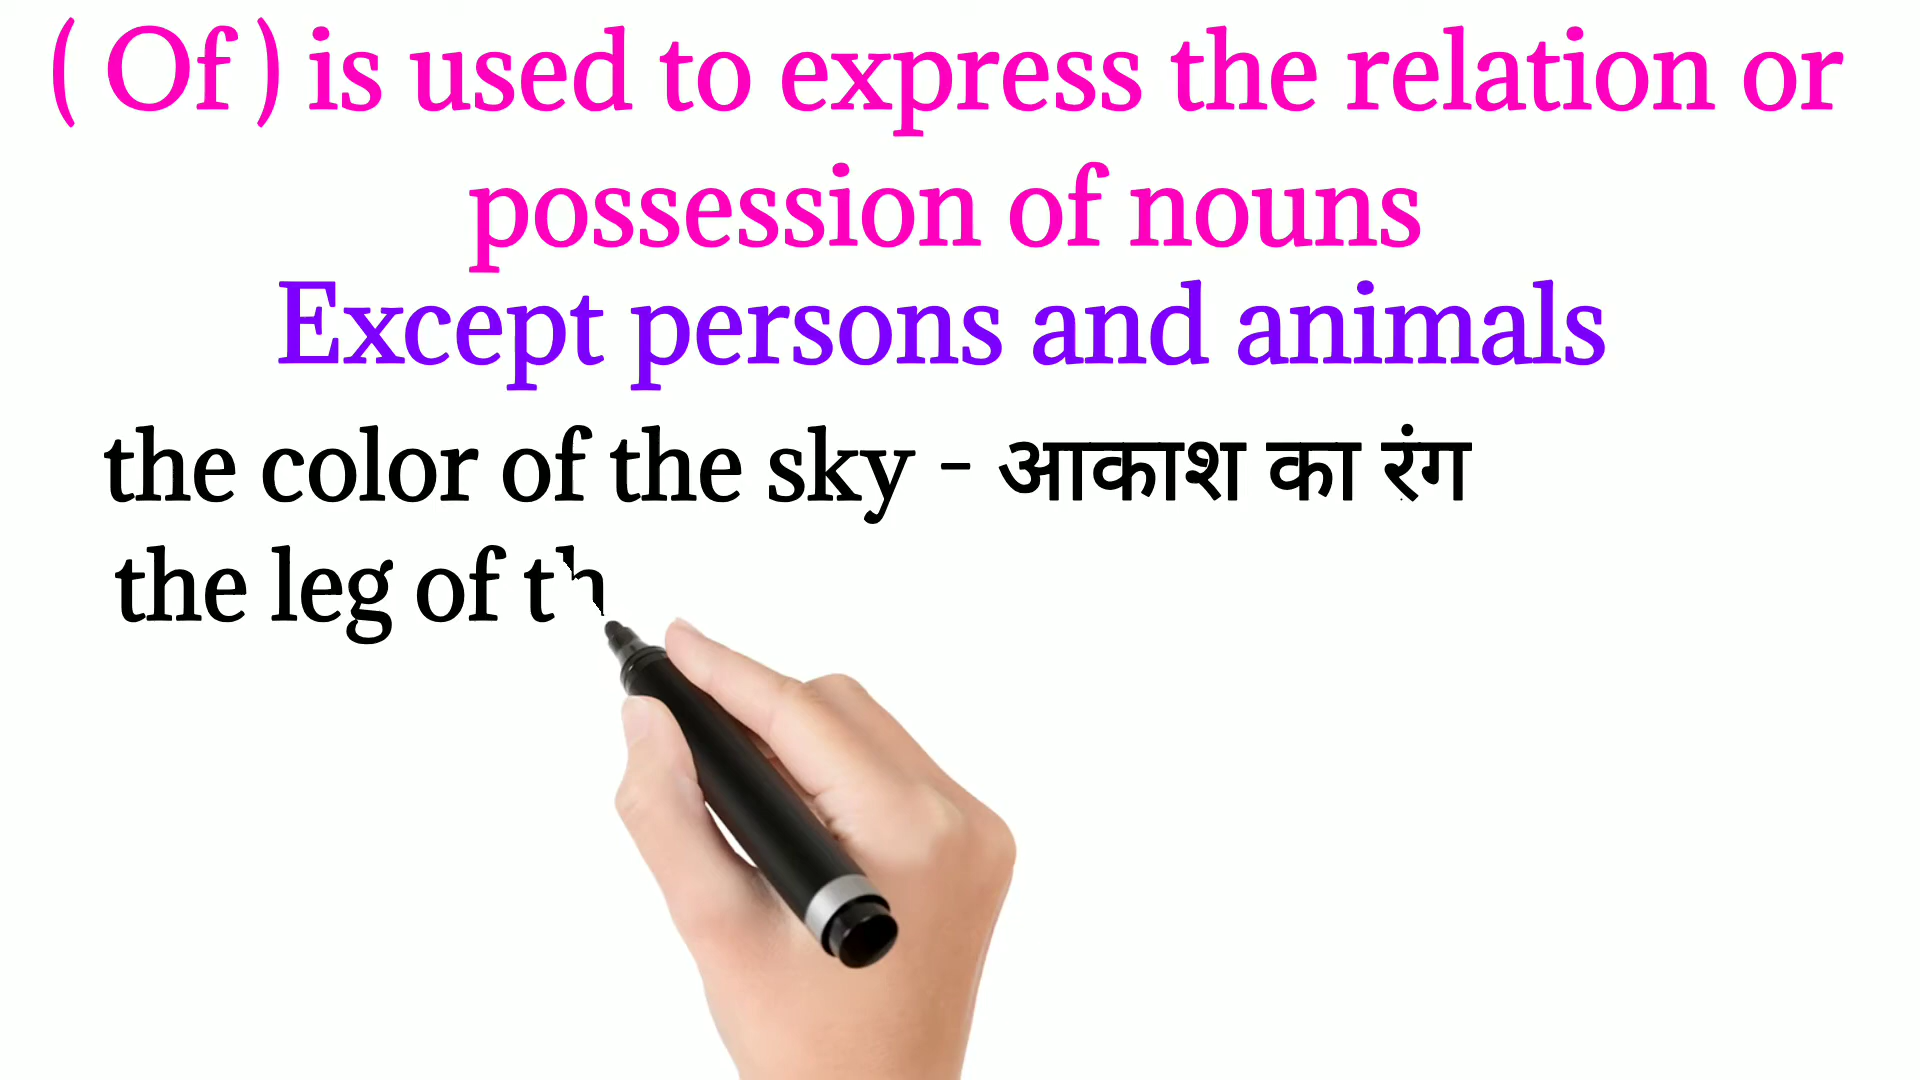 ( Of ) is used to express the relation or
possession of nouns
Except persons and animals
the color of the sky - आकाश का रंग
the leg of th